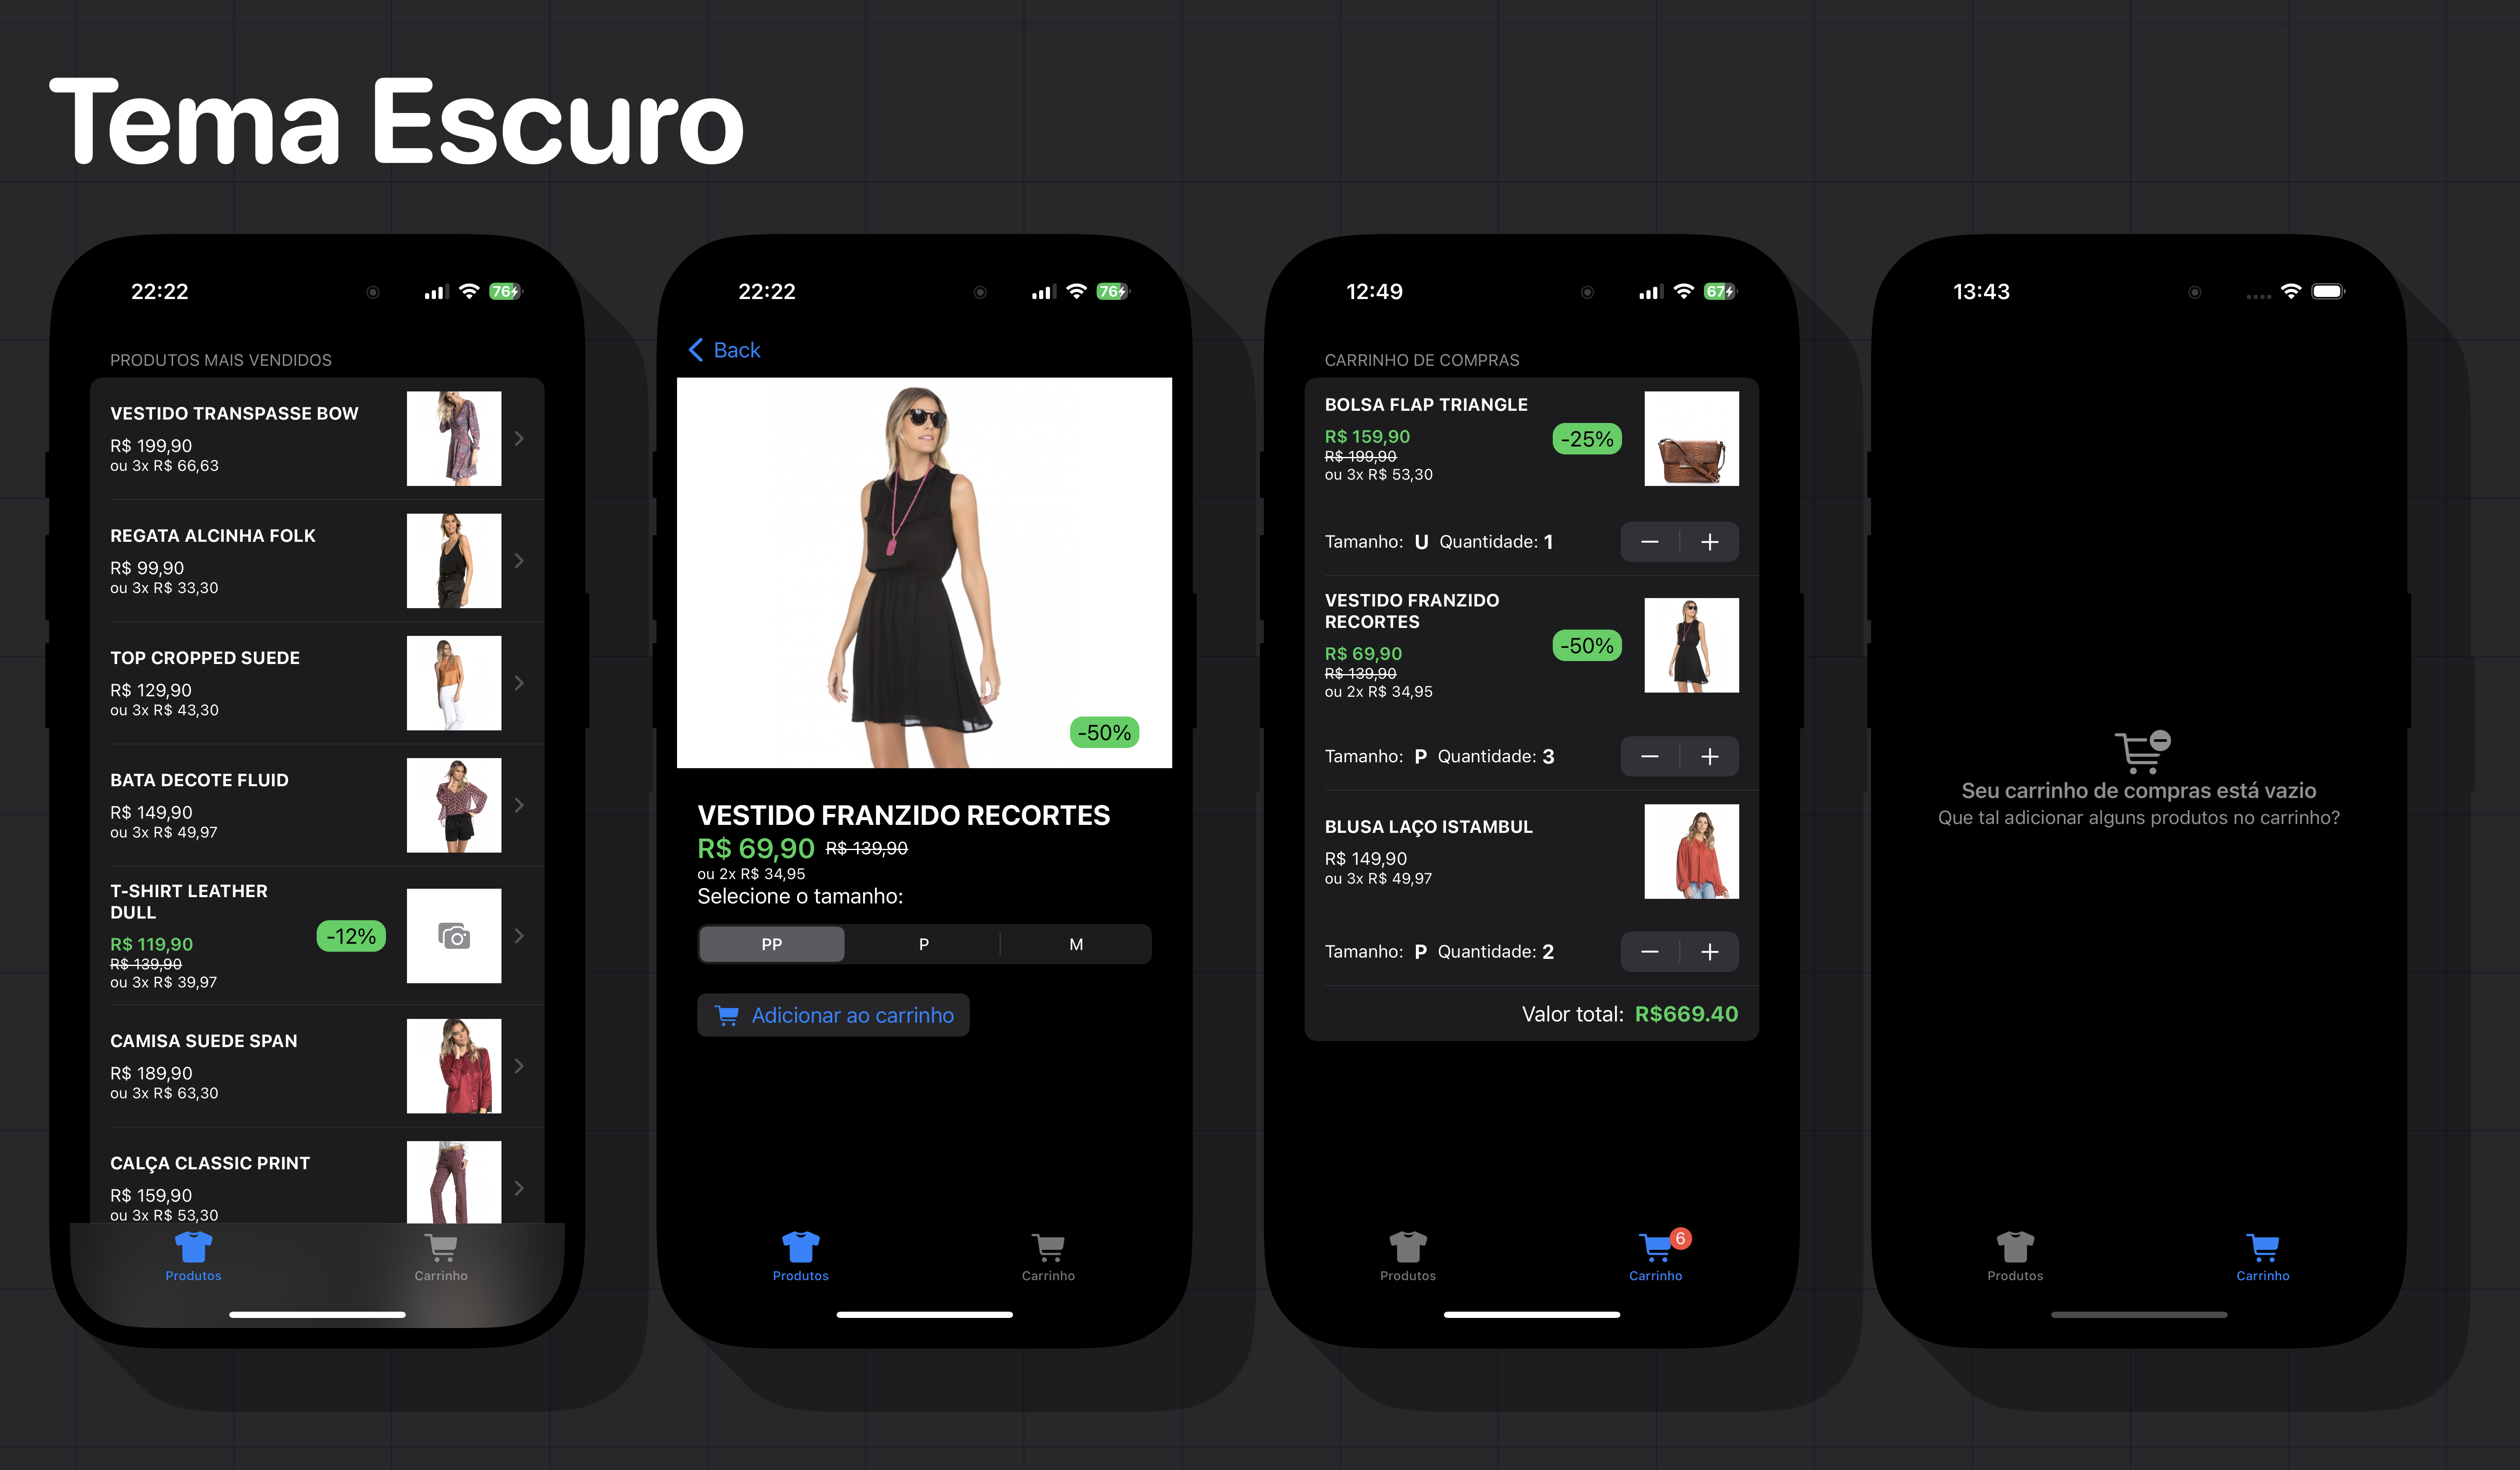 Tema Escuro
22:22
76
PRODUTOS MAIS VENDIDOS
VESTIDO TRANSPASSE BOW
R$ 199,90
ou 3x R$ 66,63
REGATA ALCINHA FOLK
R$ 99,90
ou 3x R$ 33,30
TOP CROPPED SUEDE
R$ 129,90
ou 3x R$ 43,30
BATA DECOTE FLUID
R$ 149,90
ou 3x R$ 49,97
T-SHIRT LEATHER
DULL
R$ 119,90
R$ 139,90
ou 3x R$ 39,97
-12%
CAMISA SUEDE SPAN
R$ 189,90
ou 3x R$ 63,30
CALÇA CLASSIC PRINT
R$ 159,90
ou 3x R$ 53,30
Produtos
Carrinho
22:22
76
Back
-50%
VESTIDO FRANZIDO RECORTES
R$ 69,90 R$ 139,90
ou 2x R$ 34,95
Selecione o tamanho:
PP P M
Adicionar ao carrinho
Produtos
Carrinho
12:49
67
CARRINHO DE COMPRAS
BOLSA FLAP TRIANGLE
R$ 159,90
R$ 199,90
ou 3x R$ 53,30
-25%
Tamanho: U Quantidade: 1
VESTIDO FRANZIDO
RECORTES
R$ 69,90
R$ 139,90
ou 2x R$ 34,95
-50%
Tamanho: P Quantidade: 3
BLUSA LAÇO ISTAMBUL
R$ 149,90
ou 3x R$ 49,97
Tamanho: P Quantidade: 2
Valor total: R$669.40
Produtos
6
Carrinho
13:43
Seu carrinho de compras está vazio
Que tal adicionar alguns produtos no carrinho?
Produtos
Carrinho